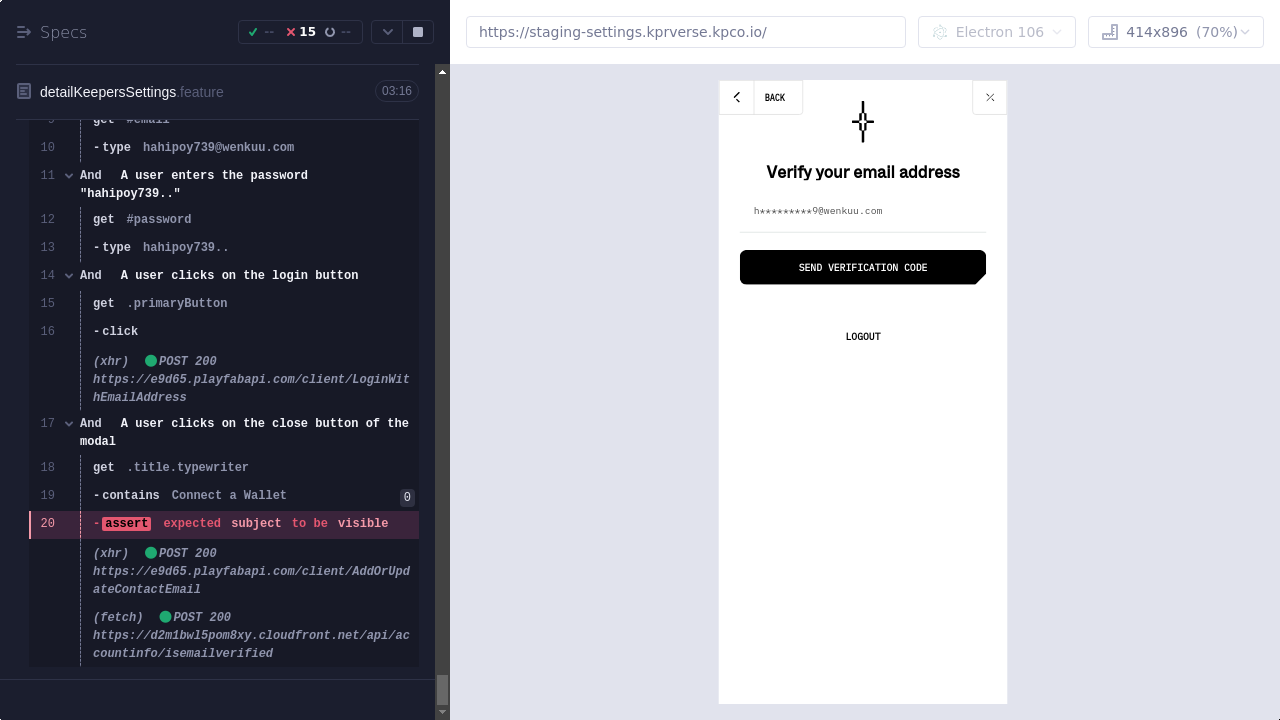 Specs
-- 15 --
detailKeepersSettings.feature 03:16
9 get #email
10 -type hahipoy739@wenkuu.com
11 And A user enters the password
"hahipoy739.."
12 get #password
13 -type hahipoy739..
14 And A user clicks on the login button
15 get .primaryButton
16 -click
(xhr) POST 200
https://e9d65.playfabapi.com/client/LoginWit
hEmailAddress
17 And A user clicks on the close button of the
modal
18 get .title.typewriter
19 -contains Connect a Wallet 0
20 -assert expected subject to be visible
(xhr) POST 200
https://e9d65.playfabapi.com/client/AddOrUpd
ateContactEmail
(fetch) POST 200
https://d2m1bwl5pom8xy.cloudfront.net/api/ac
countinfo/isemailverified
https://staging-settings.kprverse.kpco.io/
Electron 106
414x896 (70%)
BACK
Verify your email address
h*********9@wenkuu.com
SEND VERIFICATION CODE
LOGOUT